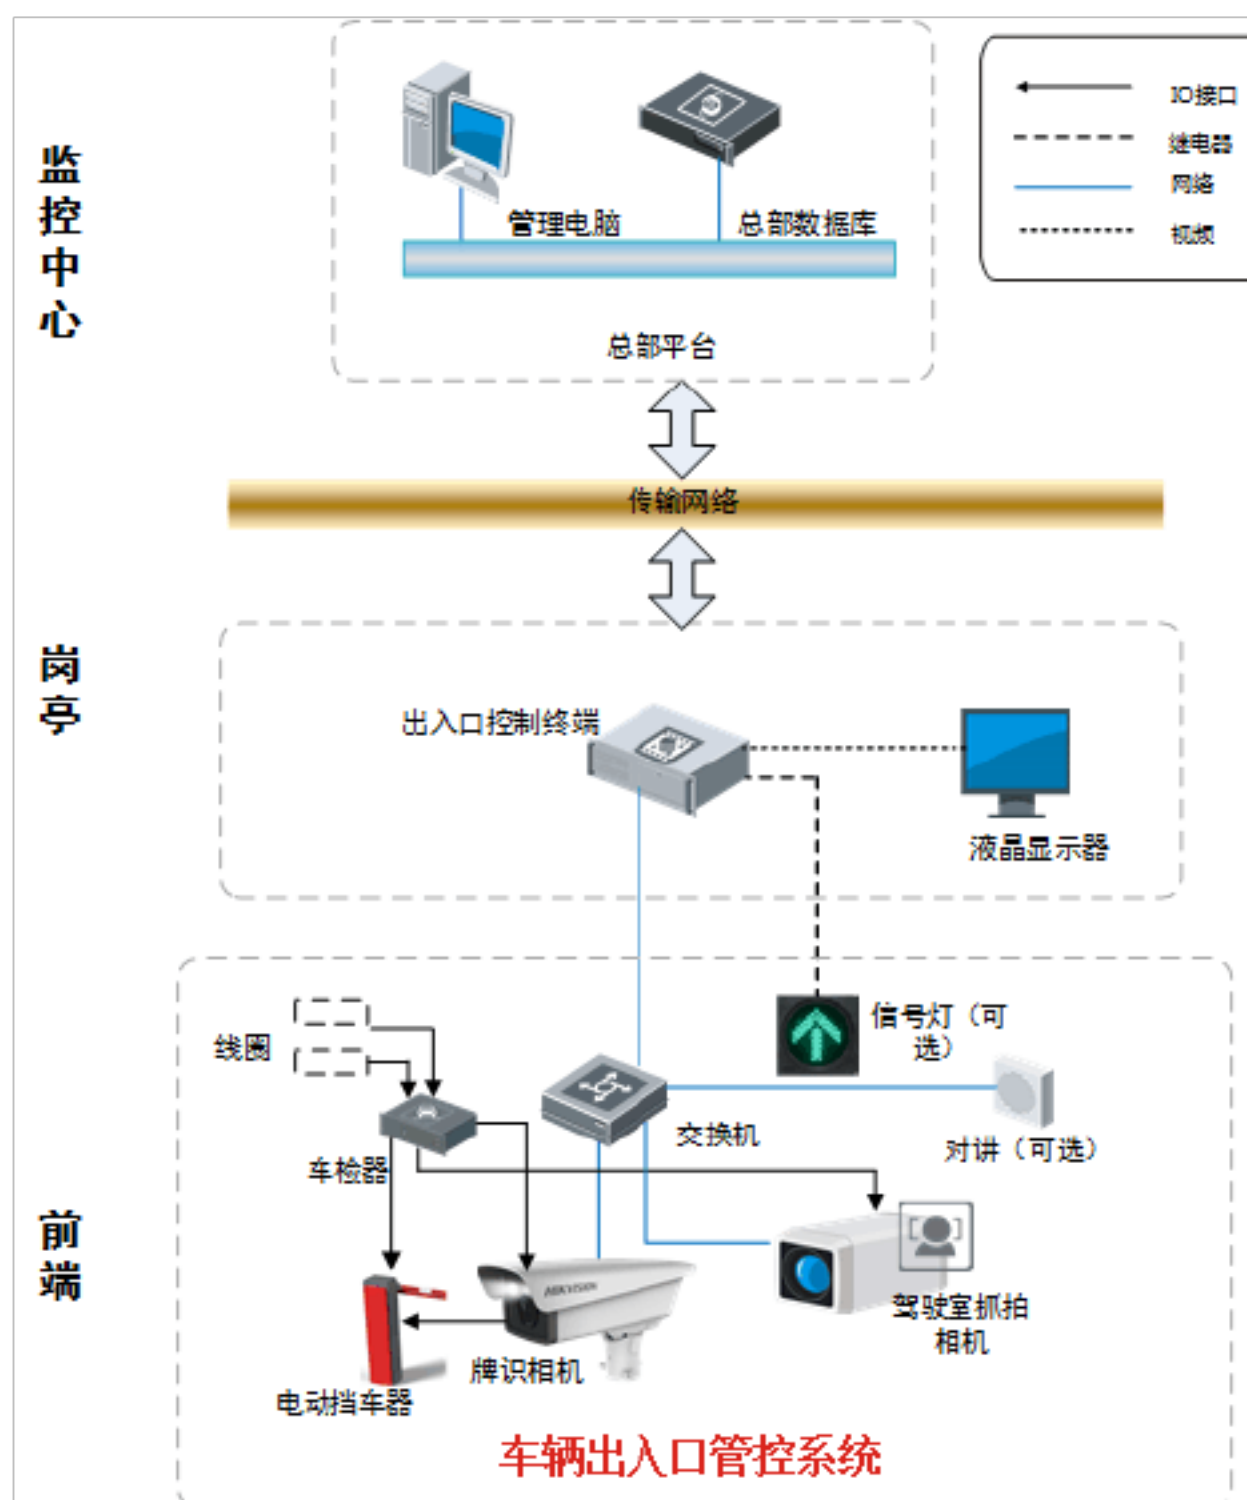 监控中心
管理电脑
总部数据库
总部平台
IO接口
继电器
网络
视频
传输网络
岗亭
出入口控制终端
液晶显示器
前端
线圈
车检器
信号灯（可
选）
交换机
对讲（可选）
HIKVISION
驾驶室抓拍
相机
牌识相机
电动挡车器
车辆出入口管控系统